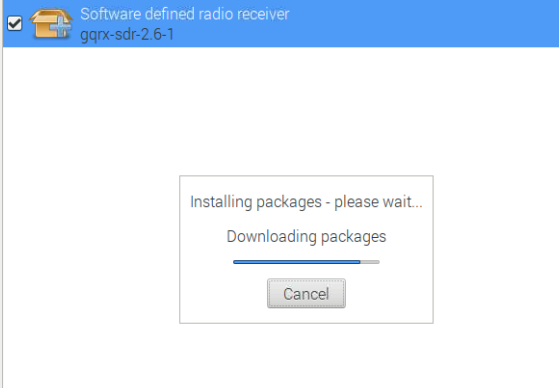 Software defined radio receiver
gqrx-sdr-2.6-1
Installing packages - please wait...
Downloading packages
Cancel